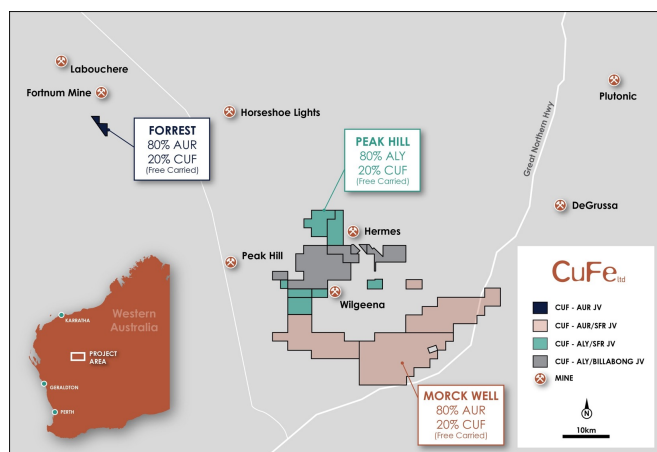 Labouchere
Fortnum Mine
Horseshoe Lights
Plutonic
Great Northern Hwy
FORREST
80% AUR
20% CUF
(Free Carried)
PEAK HILL
80% ALY
20% CUF
(Free Carried)
DeGrussa
Hermes
Peak Hill
Wilgeena
MORCK WELL
80% AUR
20% CUF
(Free Carried)
Western
Australia
KARRATHA
PROJECT
AREA
GERALDTON
PERTH
CuFe ltd
CUF - AUR JV
CUF - AUR/SFR JV
CUF - ALY/SFR JV
CUF - ALY/BILLABONG JV
MINE
N
10km